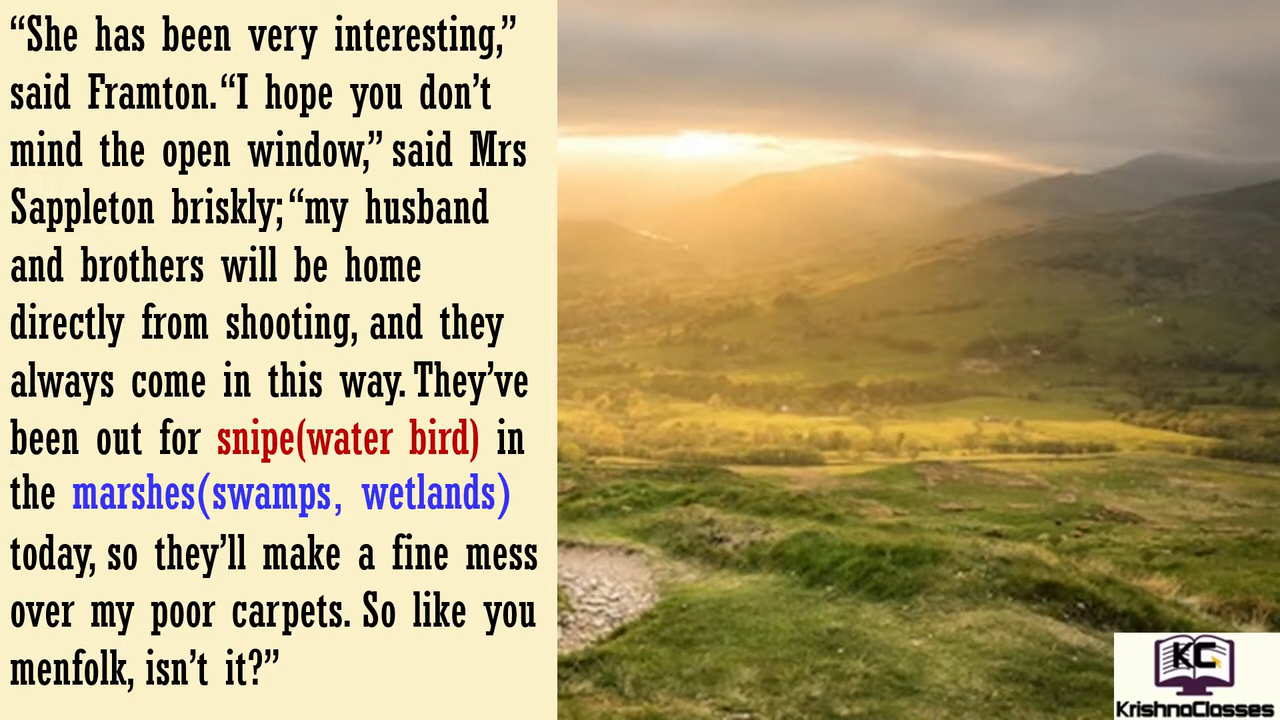 “She has been very interesting,”
said Framton.“I hope you don’t
mind the open window,” said Mrs
Sappleton briskly;“my husband
and brothers will be home
directly from shooting, and they
always come in this way. They’ve
been out for snipe(water bird) in
the marshes(swamps, wetlands)
today, so they’ll make a fine mess
over my poor carpets. So like you
menfolk, isn’t it?”
KC
KrishnaClasses